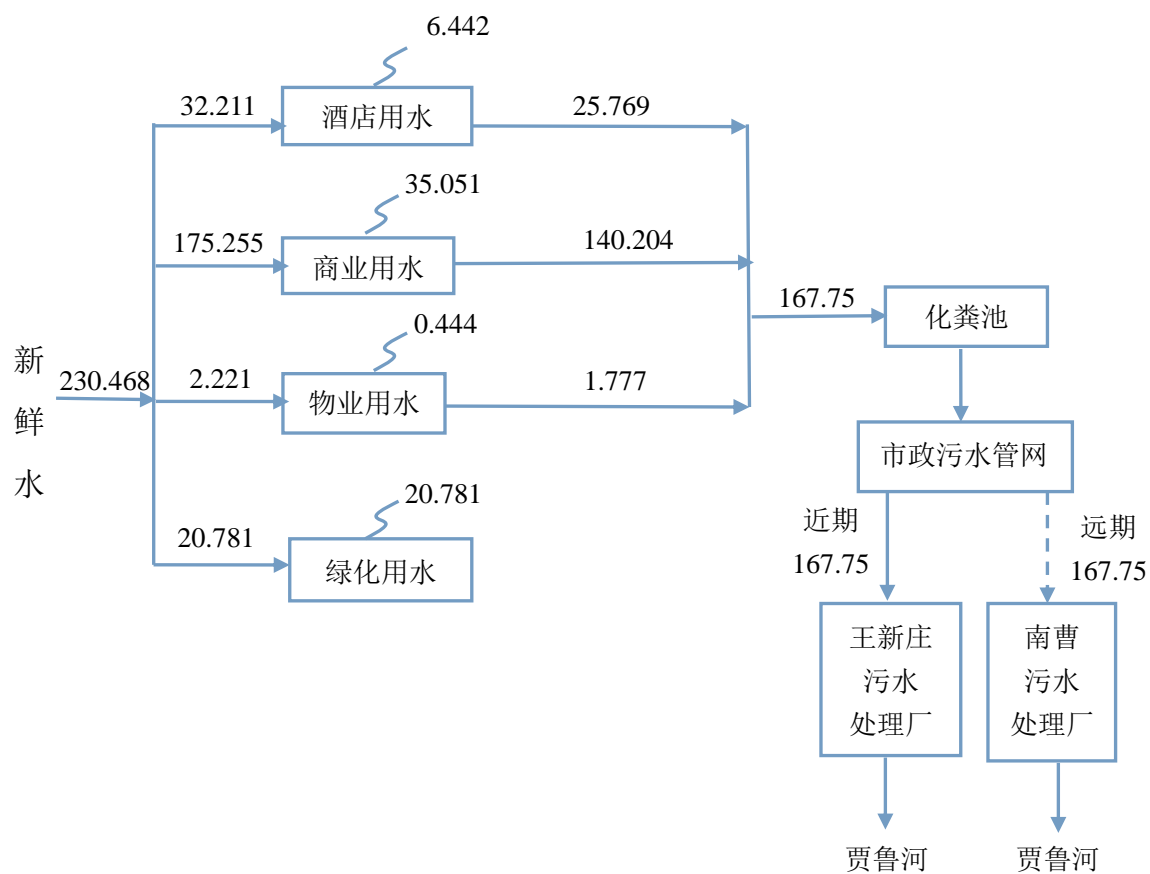 6.442
32.211
酒店用水
25.769
35.051
175.255
商业用水
140.204
167.75
化粪池
0.444
新
鲜
水
230.468
2.221
物业用水
1.777
市政污水管网
20.781
20.781
绿化用水
近期
167.75
远期
167.75
王新庄
污水
处理厂
南曹
污水
处理厂
贾鲁河
贾鲁河